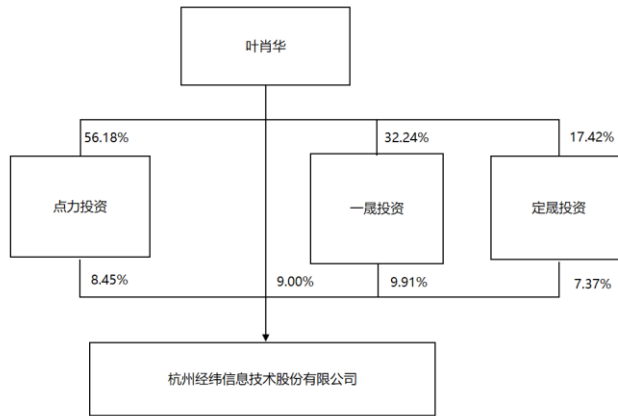 叶肖华
56.18%
32.24%
17.42%
点力投资
一晟投资
定晟投资
8.45%
9.00%
9.91%
7.37%
杭州经纬信息技术股份有限公司